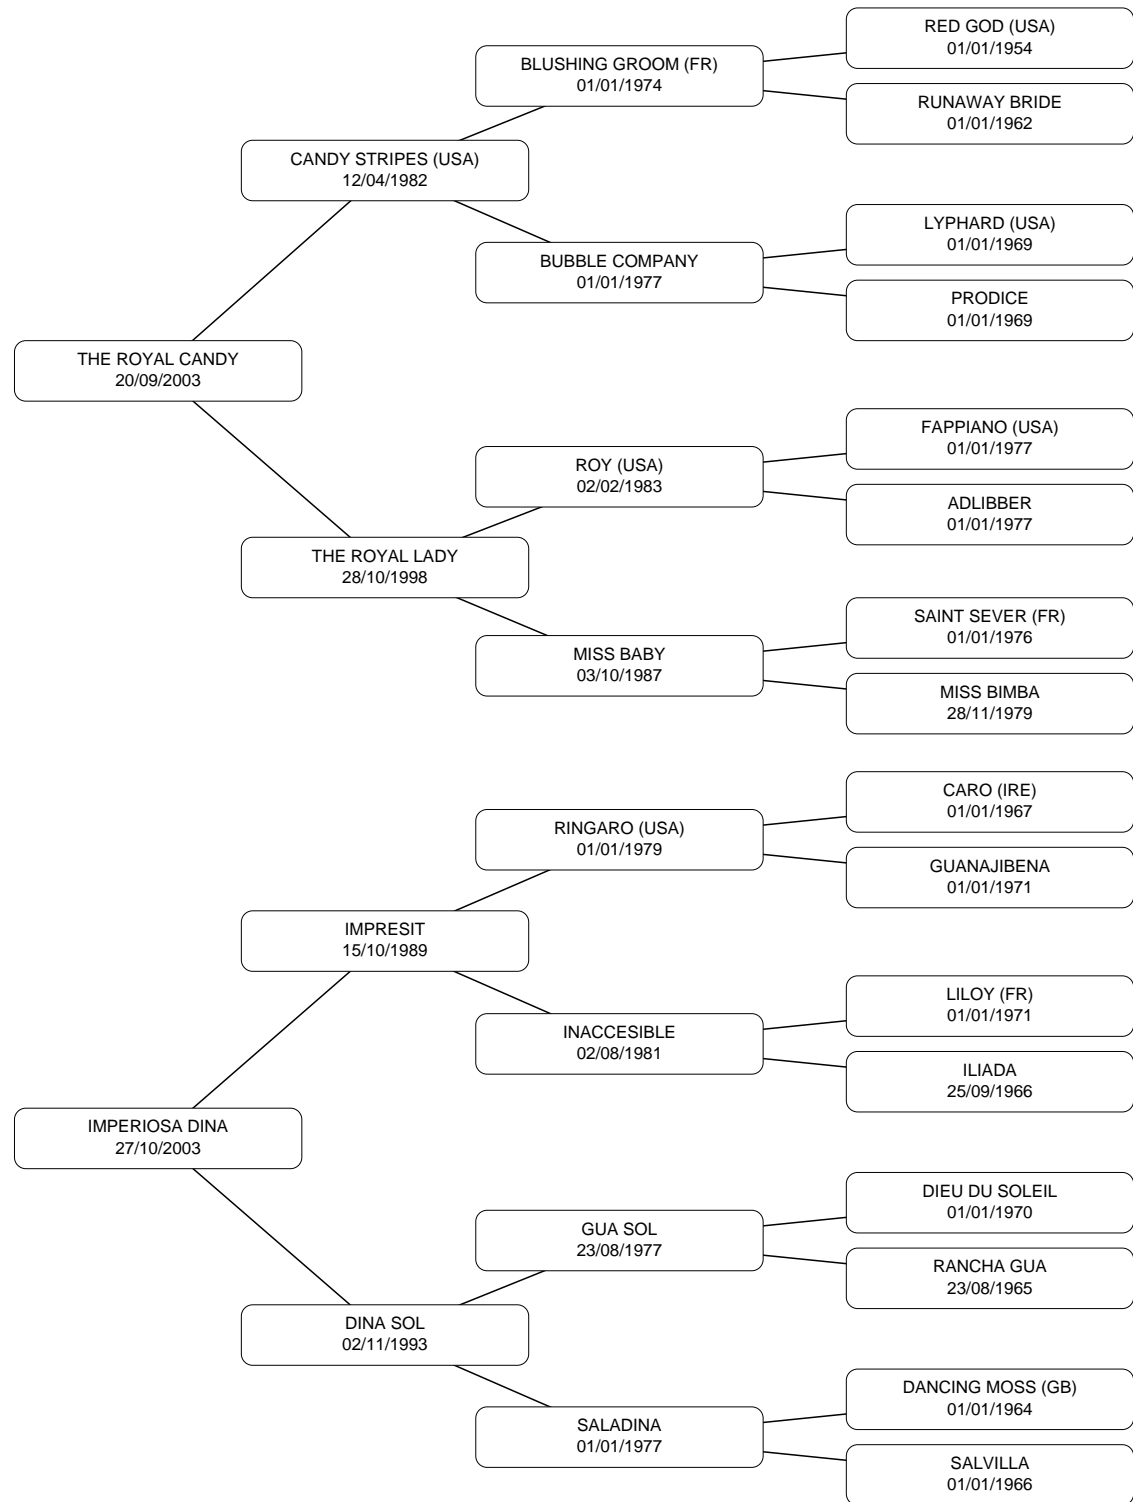 RED GOD (USA)
01/01/1954
BLUSHING GROOM (FR)
01/01/1974
RUNAWAY BRIDE
01/01/1962
CANDY STRIPES (USA)
12/04/1982
LYPHARD (USA)
01/01/1969
BUBBLE COMPANY
01/01/1977
PRODICE
01/01/1969
THE ROYAL CANDY
20/09/2003
FAPPIANO (USA)
01/01/1977
ROY (USA)
02/02/1983
ADLIBBER
01/01/1977
THE ROYAL LADY
28/10/1998
SAINT SEVER (FR)
01/01/1976
MISS BABY
03/10/1987
MISS BIMBA
28/11/1979
CARO (IRE)
01/01/1967
RINGARO (USA)
01/01/1979
GUANAJIBENA
01/01/1971
IMPRESIT
15/10/1989
LILOY (FR)
01/01/1971
INACCESIBLE
02/08/1981
ILIADA
25/09/1966
IMPERIOSA DINA
27/10/2003
DIEU DU SOLEIL
01/01/1970
GUA SOL
23/08/1977
RANCHA GUA
23/08/1965
DINA SOL
02/11/1993
DANCING MOSS (GB)
01/01/1964
SALADINA
01/01/1977
SALVILLA
01/01/1966